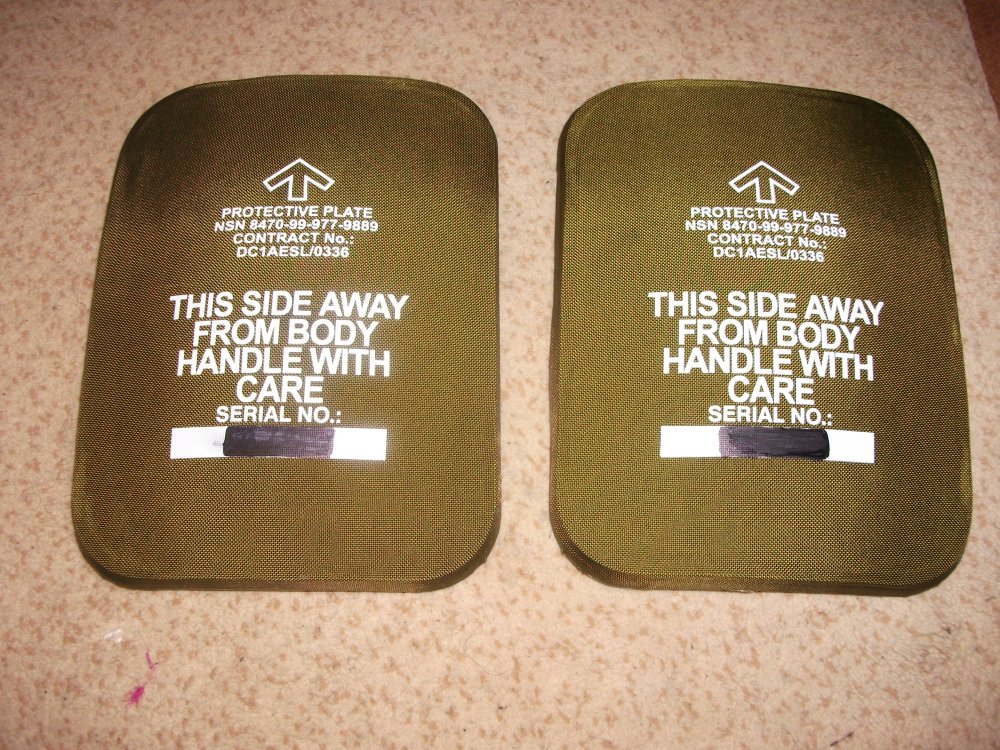 PROTECTIVE PLATE
NSN 8470-99-977-9889
CONTRACT No.:
DC1AESL/0336
THIS SIDE AWAY
FROM BODY
HANDLE WITH
CARE
SERIAL NO.:
PROTECTIVE PLATE
NSN 8470-99-977-9889
CONTRACT No.:
DC1AESL/0336
THIS SIDE AWAY
FROM BODY
HANDLE WITH
CARE
SERIAL NO.: